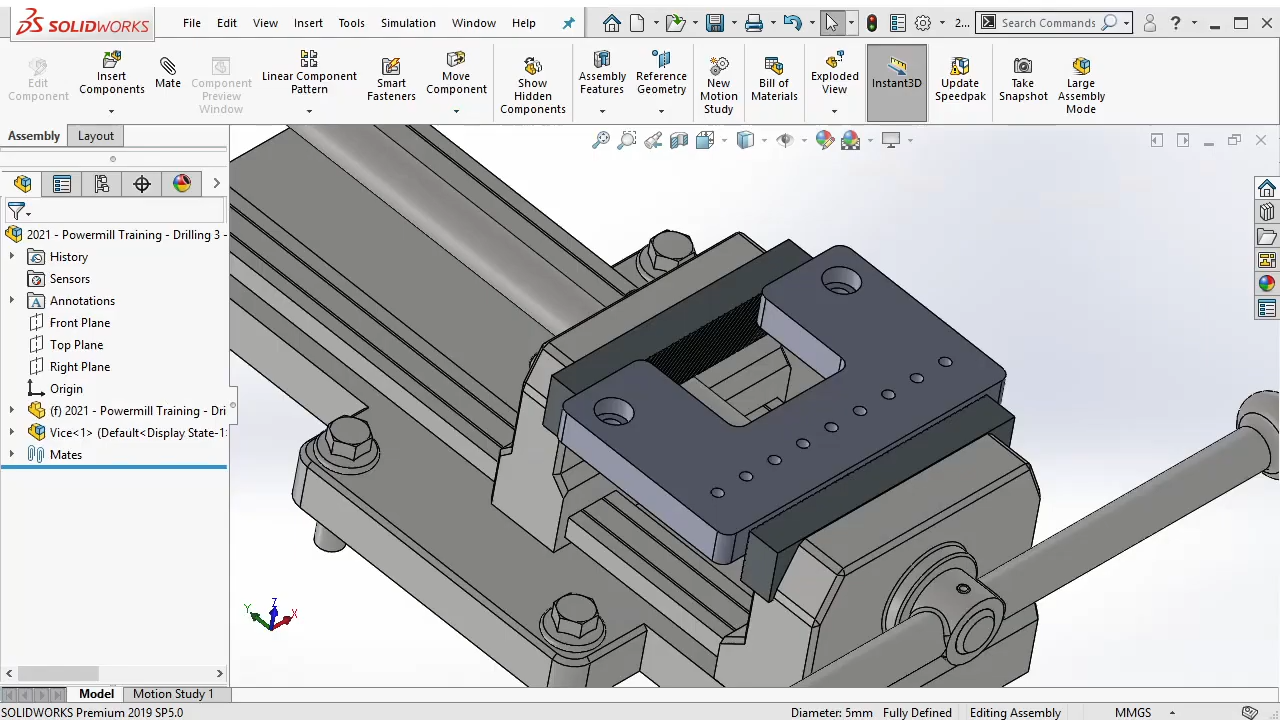 SOLIDWORKS
File Edit View Insert Tools Simulation Window Help
2...
Search Commands
Edit Component
Insert Components
Mate
Component Preview Window
Linear Component Pattern
Smart Fasteners
Move Component
Show Hidden Components
Assembly Features
Reference Geometry
New Motion Study
Bill of Materials
Exploded View
Instant3D
Update Speedpak
Take Snapshot
Large Assembly Mode
Assembly Layout
2021 - Powermill Training - Drilling 3 -
History
Sensors
Annotations
Front Plane
Top Plane
Right Plane
Origin
(f) 2021 - Powermill Training - Dri
Vice<1> (Default<Display State-1
Mates
Z
Y X
Model Motion Study 1
SOLIDWORKS Premium 2019 SP5.0 Diameter: 5mm Fully Defined Editing Assembly MMGS